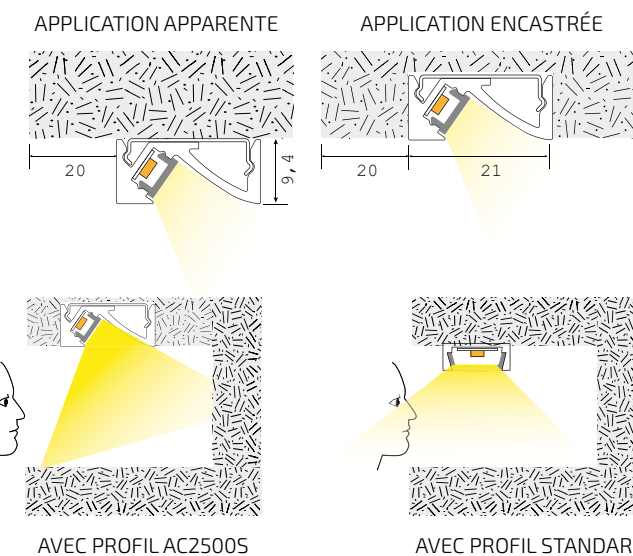 APPLICATION APPARENTE
APPLICATION ENCASTRÉE
20
9,4
20
21
AVEC PROFIL AC2500S
AVEC PROFIL STANDAR